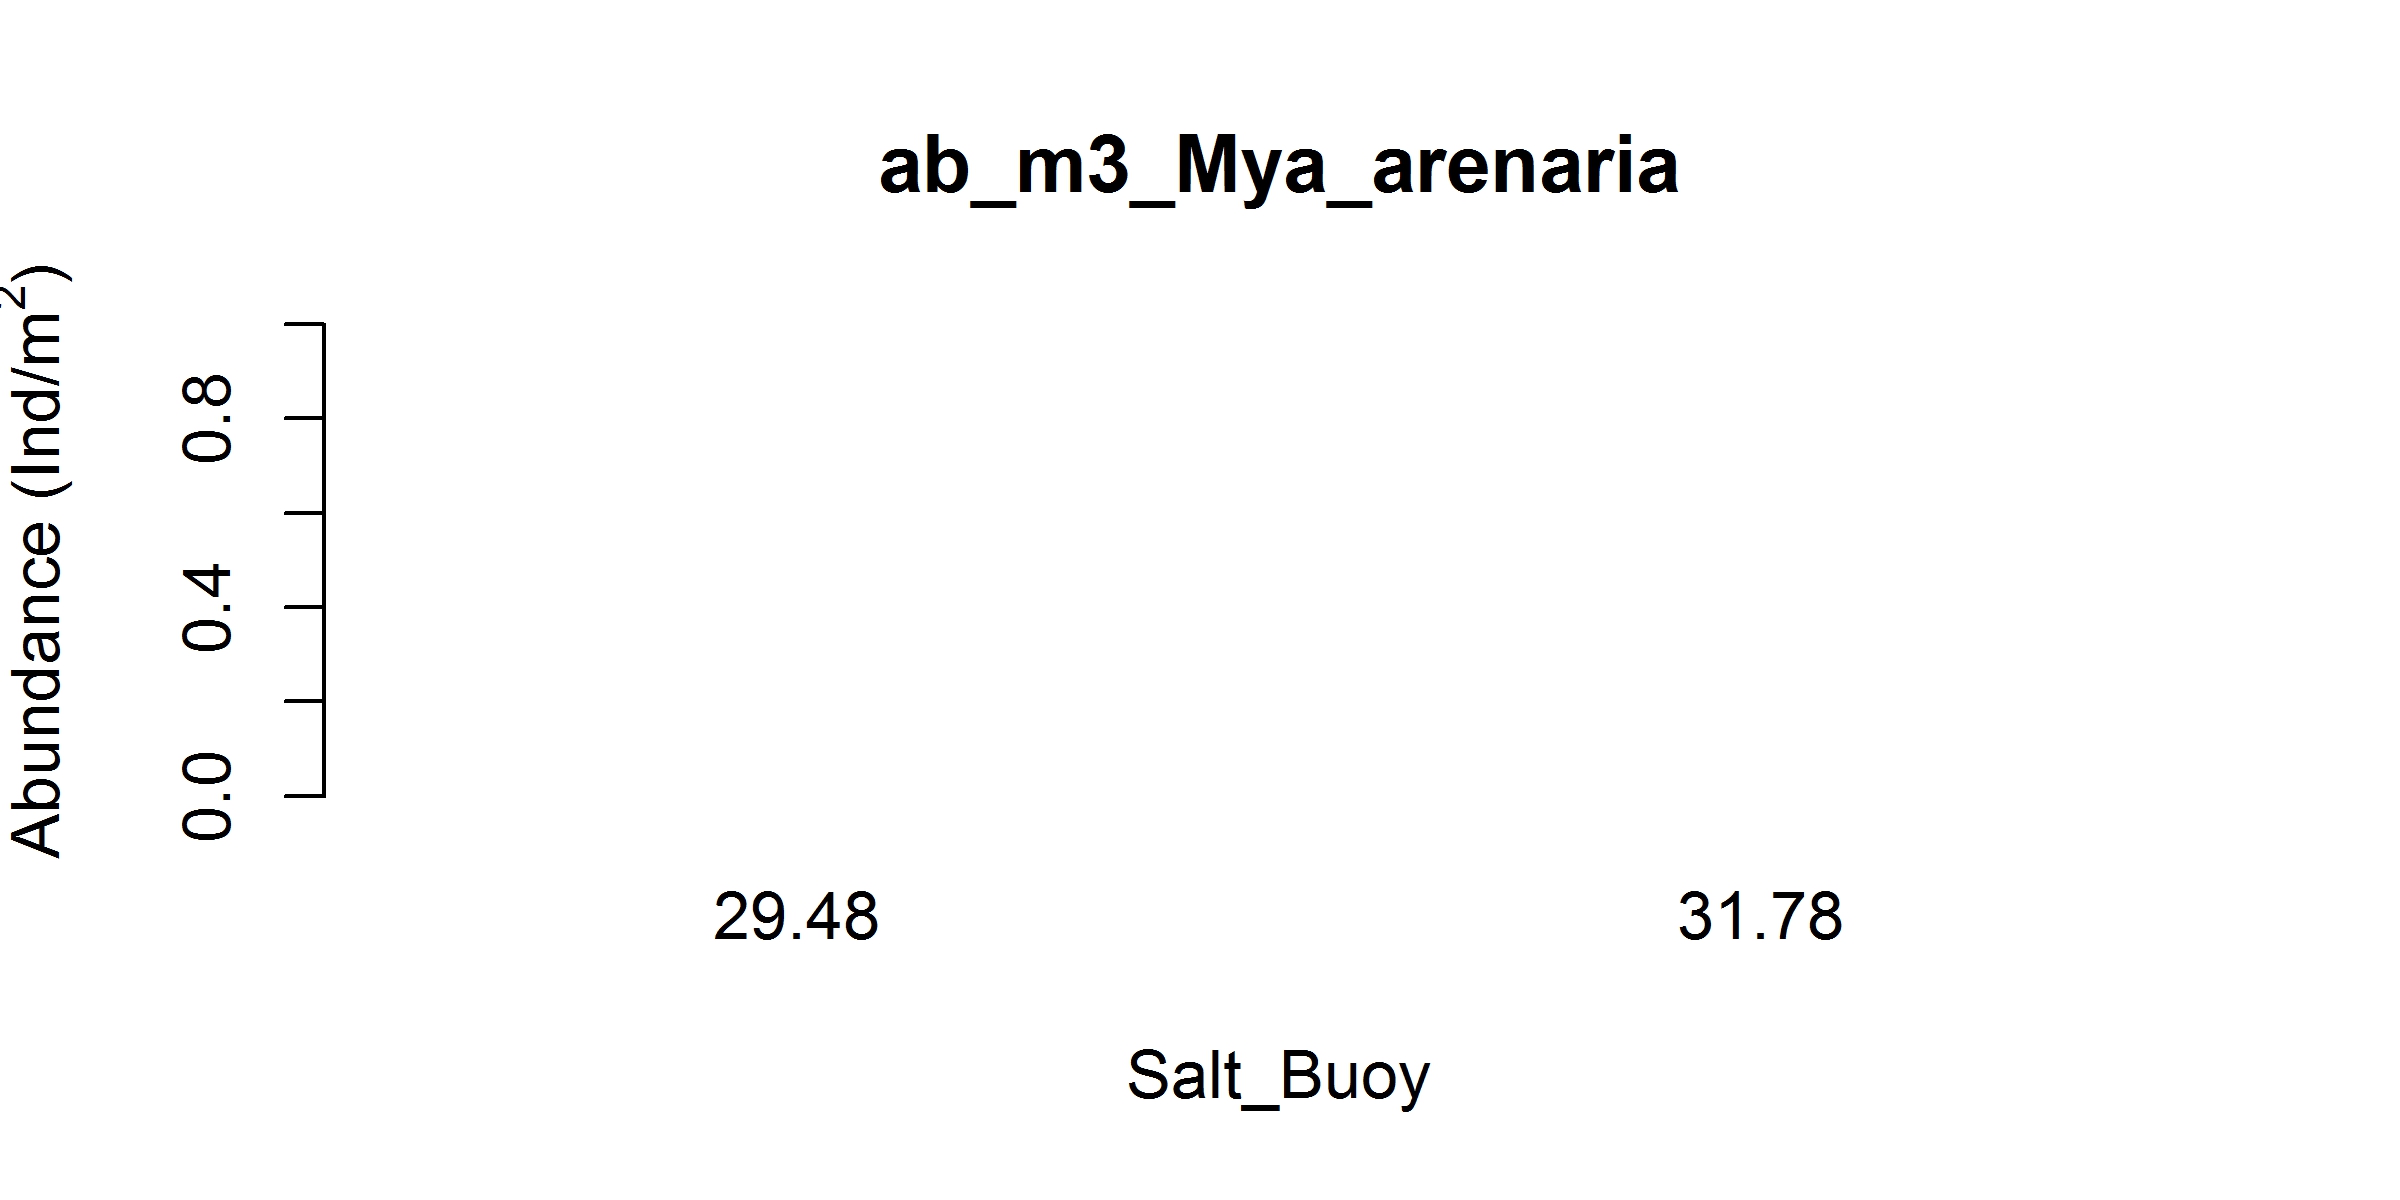 ab_m3_Mya_arenaria
Abundance (Ind/m²)
0.8
0.4
0.0
29.48 31.78
Salt_Buoy